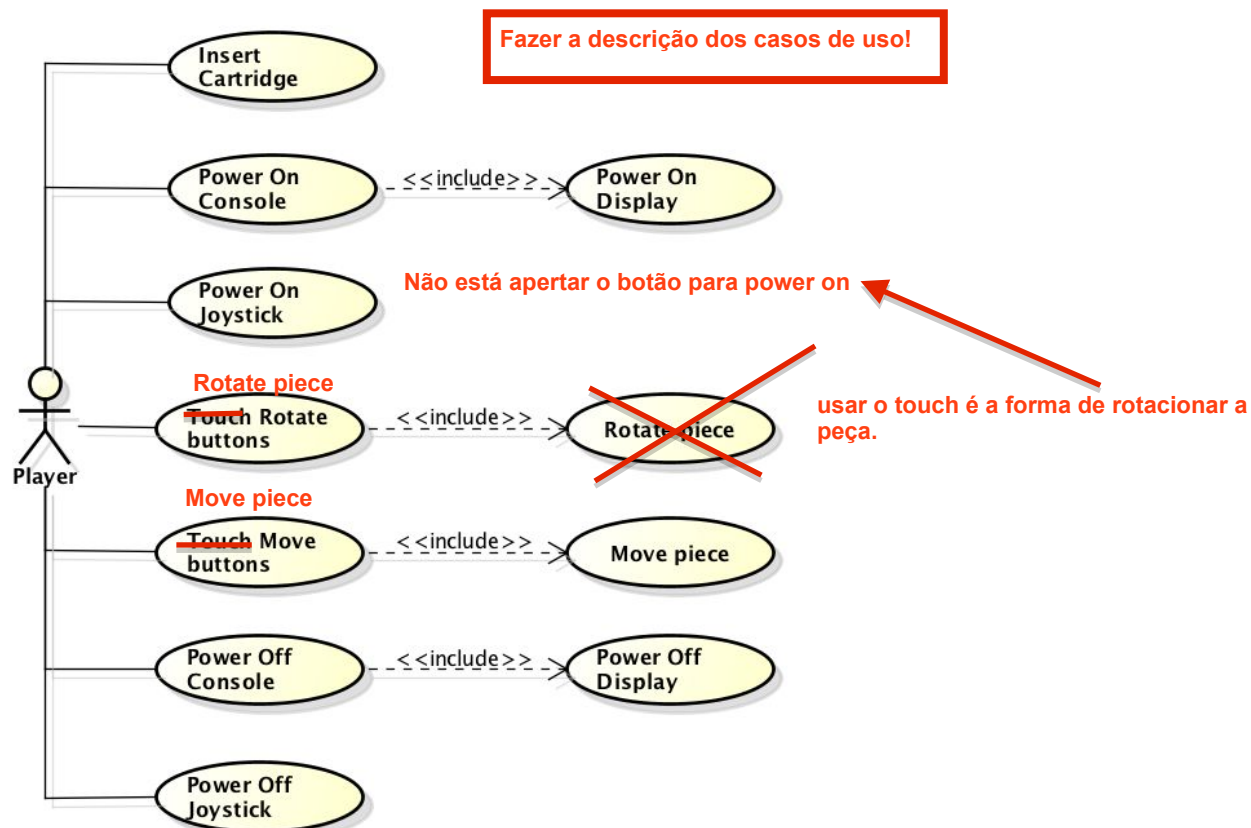 Fazer a descrição dos casos de uso!
Insert
Cartridge
Power On
Console
<<include>>
Power On
Display
Power On
Joystick
Não está apertar o botão para power on
Rotate piece
Touch Rotate
buttons
<<include>>
Rotate piece
usar o touch é a forma de rotacionar a
peça.
Player
Move piece
Touch Move
buttons
<<include>>
Move piece
Power Off
Console
<<include>>
Power Off
Display
Power Off
Joystick